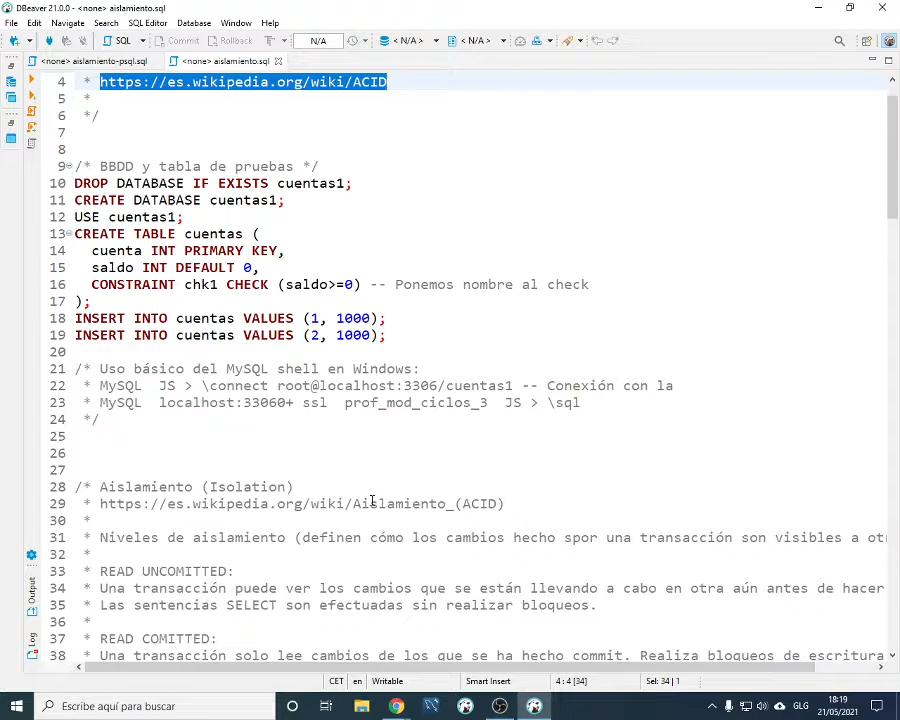 DBeaver 21.0.0 - <none> aislamiento.sql
File Edit Navigate Search SQL Editor Database Window Help
SQL Commit Rollback T N/A < N/A > < N/A >
<none> aislamiento-psql.sql <none> aislamiento.sql
4 * https://es.wikipedia.org/wiki/ACID
5 *
6 */
7
8
9 /* BBDD y tabla de pruebas */
10 DROP DATABASE IF EXISTS cuentas1;
11 CREATE DATABASE cuentas1;
12 USE cuentas1;
13 CREATE TABLE cuentas (
14 cuenta INT PRIMARY KEY,
15 saldo INT DEFAULT 0,
16 CONSTRAINT chk1 CHECK (saldo>=0) -- Ponemos nombre al check
17 );
18 INSERT INTO cuentas VALUES (1, 1000);
19 INSERT INTO cuentas VALUES (2, 1000);
20
21 /* Uso básico del MySQL shell en Windows:
22 * MySQL JS > \connect root@localhost:3306/cuentas1 -- Conexión con la
23 * MySQL localhost:33060+ ssl prof_mod_ciclos_3 JS > \sql
24 */
25
26
27
28 /* Aislamiento (Isolation)
29 * https://es.wikipedia.org/wiki/Aislamiento_(ACID)
30 *
31 * Niveles de aislamiento (definen cómo los cambios hecho spor una transacción son visibles a otr
32 *
33 * READ UNCOMITTED:
34 * Una transacción puede ver los cambios que se están llevando a cabo en otra aún antes de hacer
35 * Las sentencias SELECT son efectuadas sin realizar bloqueos.
36 *
37 * READ COMITTED:
38 * Una transacción solo lee cambios de los que se ha hecho commit. Realiza bloqueos de escritura
Output
Log
CET en Writable Smart Insert 4 : 4 [34] Sel: 34 | 1
Escribe aquí para buscar
GLG
18:19
21/05/2021